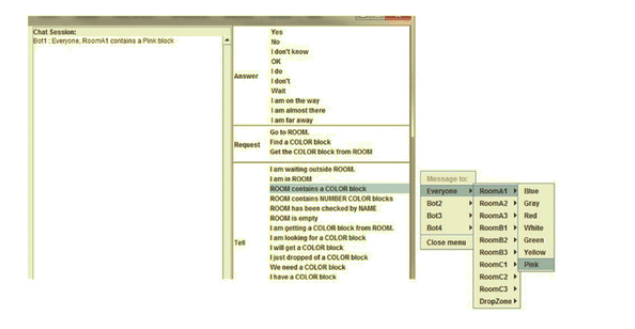 Chat Session:
Bot1 : Everyone, RoomA1 contains a Pink block
Answer
Yes
No
I don't know
OK
I do
I don't
Wait
I am on the way
I am almost there
I am far away
Request
Go to ROOM.
Find a COLOR block
Get the COLOR block from ROOM
Tell
I am waiting outside ROOM.
I am in ROOM
ROOM contains a COLOR block
ROOM contains NUMBER COLOR blocks
ROOM has been checked by NAME
ROOM is empty
I am getting a COLOR block from ROOM.
I am looking for a COLOR block
I will get a COLOR block
I just dropped of a COLOR block
We need a COLOR block
I have a COLOR block
Message to:
Everyone
Bot2
Bot3
Bot4
Close menu
RoomA1
RoomA2
RoomA3
RoomB1
RoomB2
RoomB3
RoomC1
RoomC2
RoomC3
DropZone
Blue
Gray
Red
White
Green
Yellow
Pink